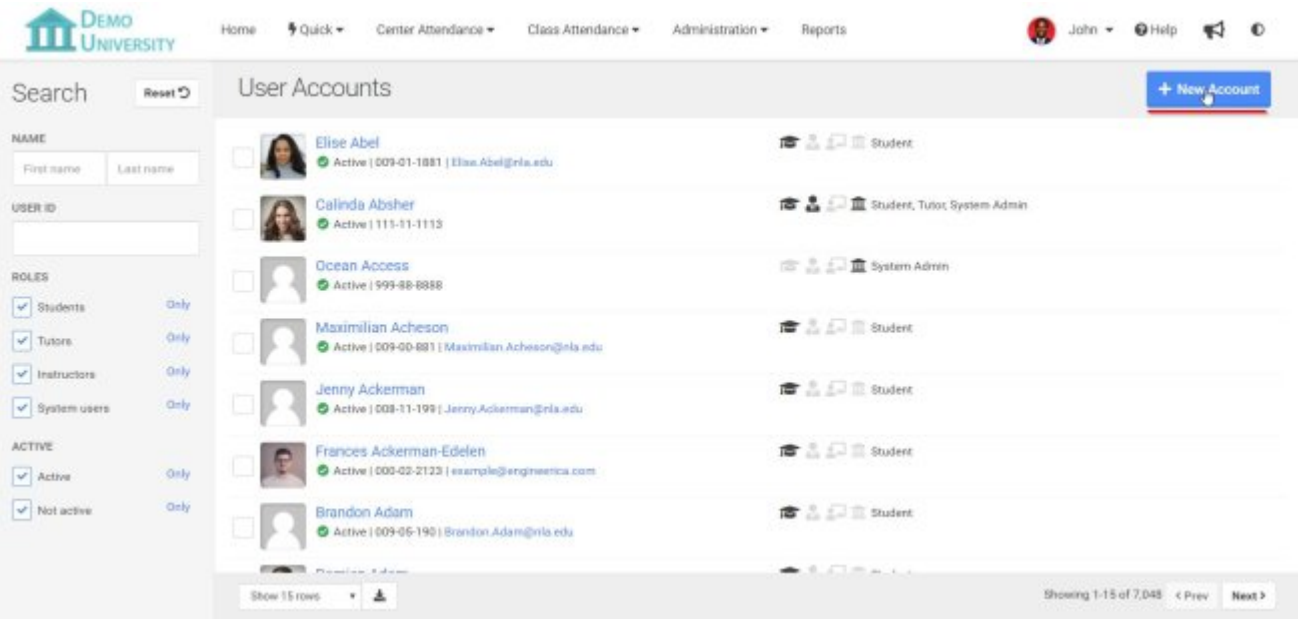 DEMO
UNIVERSITY
Home Quick Center Attendance Class Attendance Administration Reports John Help
Search Reset
User Accounts
+ New Account
NAME
First name Last name
USER ID
ROLES
Students Only
Tutors Only
Instructors Only
System users Only
ACTIVE
Active Only
Not active Only
Elise Abel
Active | 009-01-1881 | Elise.Abel@nla.edu
Student
Calinda Absher
Active | 111-11-1113
Student, Tutor, System Admin
Ocean Access
Active | 999-88-8888
System Admin
Maximilian Acheson
Active | 009-00-881 | Maximilian.Acheson@nla.edu
Student
Jenny Ackerman
Active | 008-11-199 | Jenny.Ackerman@nla.edu
Student
Frances Ackerman-Edelen
Active | 000-02-2123 | example@engineerica.com
Student
Brandon Adam
Active | 009-05-190 | Brandon.Adam@nla.edu
Student
Show 15 rows
Showing 1-15 of 7,048 < Prev Next >